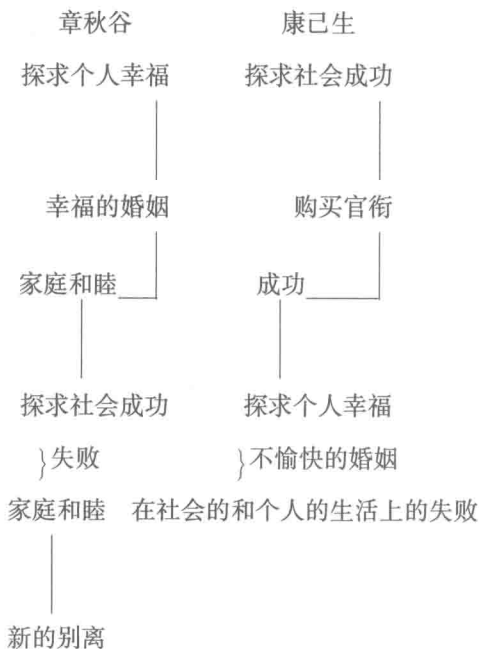 章秋谷 康己生
探求个人幸福 探求社会成功
幸福的婚姻 购买官衔
家庭和睦 成功
探求社会成功 探求个人幸福
}失败 }不愉快的婚姻
家庭和睦 在社会的和个人的生活上的失败
新的别离